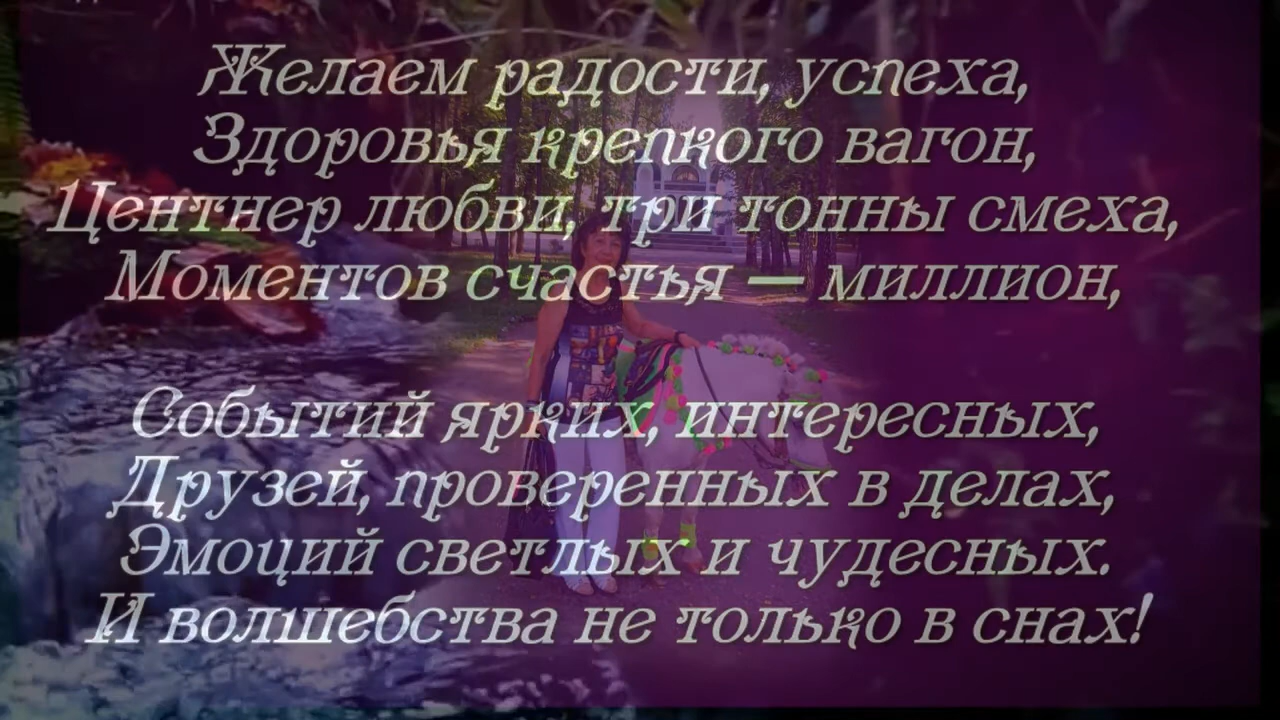 Желаем радости, успеха,
Здоровья крепкого вагон,
Центнер любви, три тонны смеха,
Моментов счастья — миллион,
Событий ярких, интересных,
Друзей, проверенных в делах,
Эмоций светлых и чудесных.
И волшебства не только в снах!